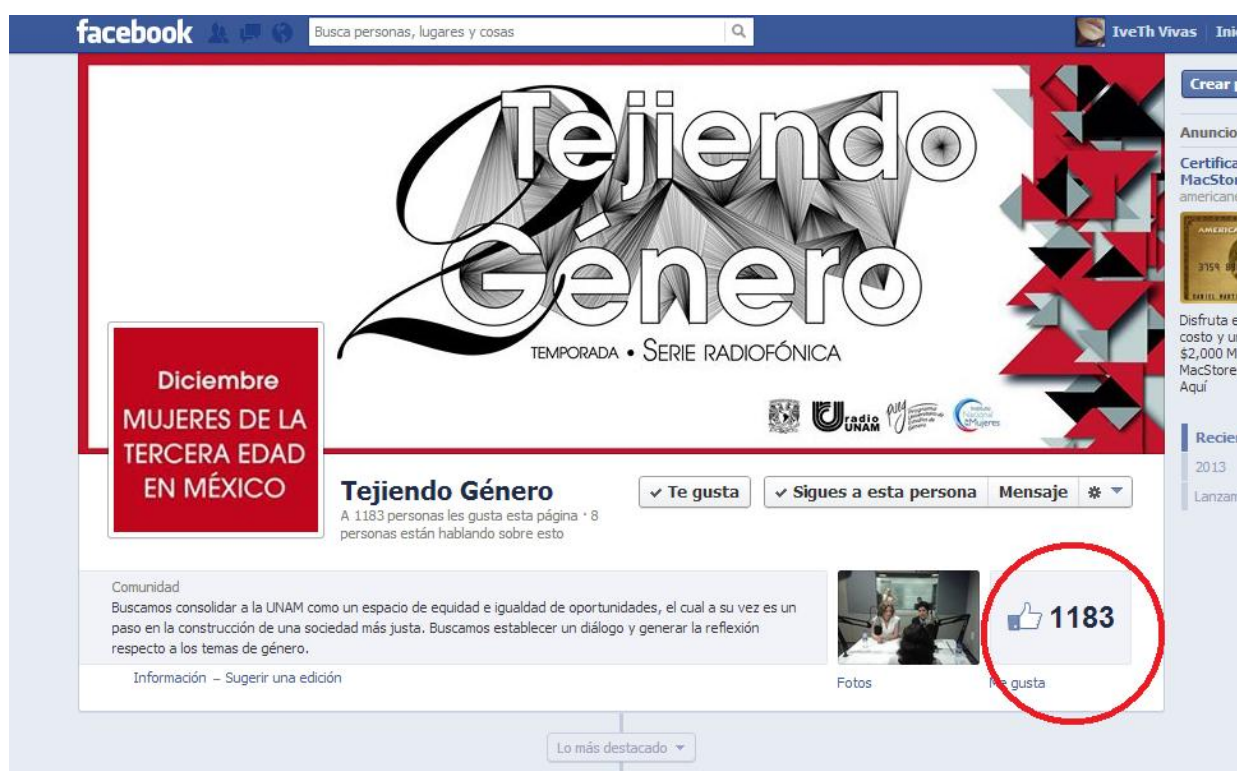 facebook
Busca personas, lugares y cosas
IveTh Vivas
Crear
Tejiendo
Género
2
TEMPORADA • SERIE RADIOFÓNICA
radio
UNAM
Diciembre
MUJERES DE LA
TERCERA EDAD
EN MÉXICO
Tejiendo Género
A 1183 personas les gusta esta página · 8
personas están hablando sobre esto
✓ Te gusta
✓ Sigues a esta persona
Mensaje
Comunidad
Buscamos consolidar a la UNAM como un espacio de equidad e igualdad de oportunidades, el cual a su vez es un
paso en la construcción de una sociedad más justa. Buscamos establecer un diálogo y generar la reflexión
respecto a los temas de género.
Información – Sugerir una edición
Fotos
1183
Me gusta
Lo más destacado
Anuncio
MacStor
Disfruta e
costo y u
$2,000 M
MacStore
Aquí
2013